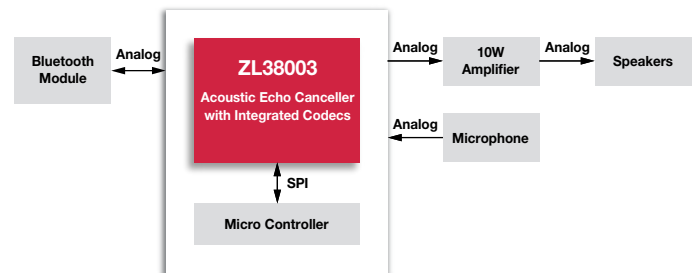 Bluetooth
Module
Analog
ZL38003
Acoustic Echo Canceller
with Integrated Codecs
SPI
Micro Controller
Analog
10W
Amplifier
Analog
Speakers
Analog
Microphone